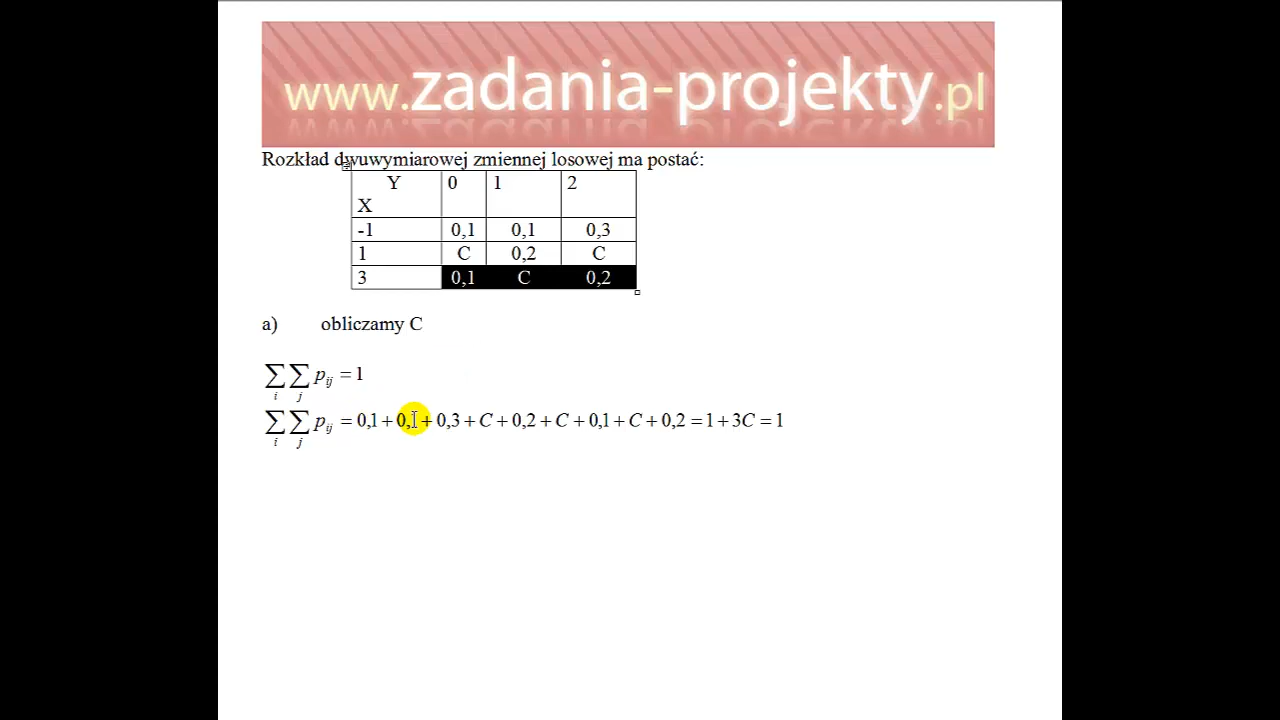 www.zadania-projekty.pl
Rozkład dwuwymiarowej zmiennej losowej ma postać:
Y 0 1 2
X
-1 0,1 0,1 0,3
1 C 0,2 C
3 0,1 C 0,2
a) obliczamy C
∑i ∑j pij = 1
∑i ∑j pij = 0,1 + 0,1 + 0,3 + C + 0,2 + C + 0,1 + C + 0,2 = 1 + 3C = 1